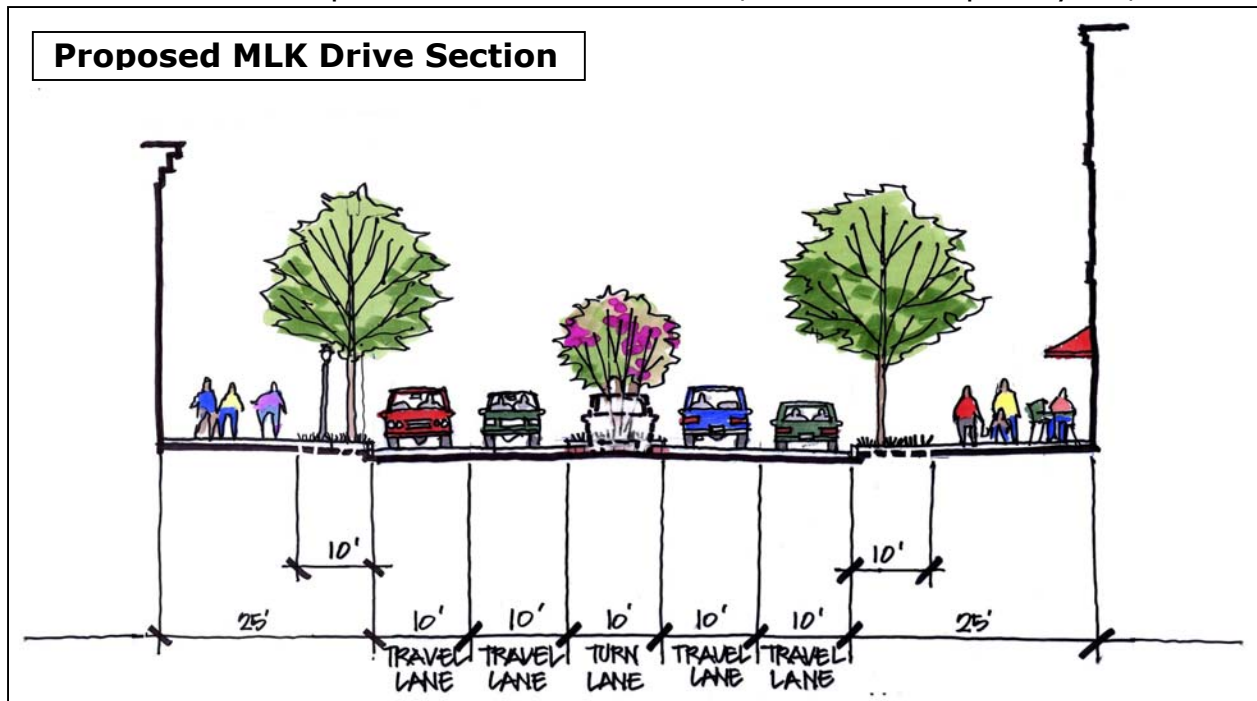 Proposed MLK Drive Section
10' 10'
25' 10' 10' 10' 10' 10' 25'
TRAVEL LANE TRAVEL LANE TURN LANE TRAVEL LANE TRAVEL LANE